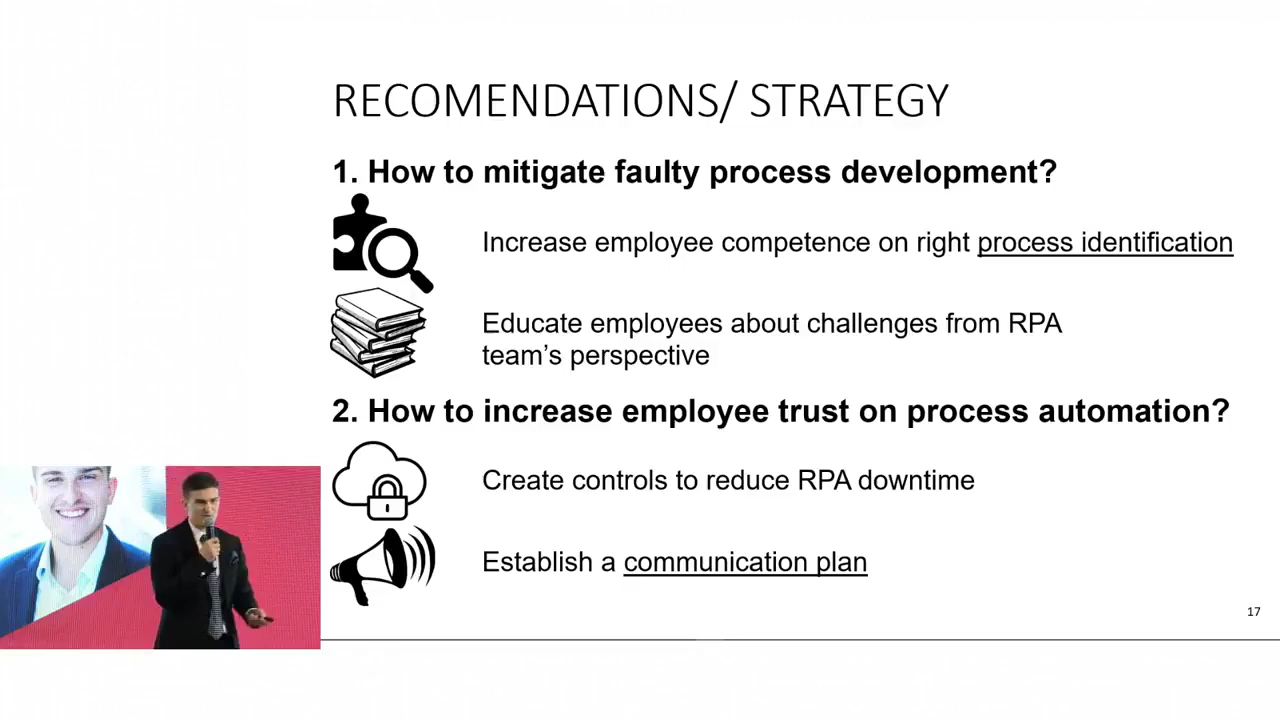 RECOMENDATIONS/ STRATEGY
1. How to mitigate faulty process development?
Increase employee competence on right process identification
Educate employees about challenges from RPA
team’s perspective
2. How to increase employee trust on process automation?
Create controls to reduce RPA downtime
Establish a communication plan
17